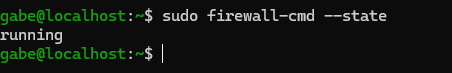 gabe@localhost:~$ sudo firewall-cmd --state
running
gabe@localhost:~$